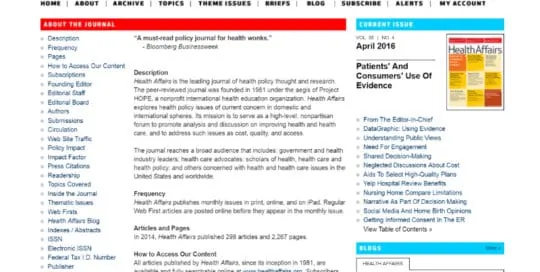 HOME | ABOUT | ARCHIVE | TOPICS | THEME ISSUES | BRIEFS | BLOG | SUBSCRIBE | ALERTS | MY ACCOUNT
ABOUT THE JOURNAL
Description
Frequency
Pages
How to Access Our Content
Subscriptions
Founding Editor
Editorial Staff
Editorial Board
Authors
Submissions
Circulation
Web Site Traffic
Policy Impact
Impact Factor
Press Citations
Readership
Topics Covered
Inside the Journal
Thematic Issues
Web Firsts
Health Affairs Blog
Indexes / Abstracts
ISSN
Electronic ISSN
Federal Tax I.D. Number
Publisher
"A must-read policy journal for health wonks."
- Bloomberg Businessweek
Description
Health Affairs is the leading journal of health policy thought and research.
The peer-reviewed journal was founded in 1981 under the aegis of Project
HOPE, a nonprofit international health education organization. Health Affairs
explores health policy issues of current concern in domestic and
international spheres. Its mission is to serve as a high-level, nonpartisan
forum to promote analysis and discussion on improving health and health
care, and to address such issues as cost, quality, and access.
The journal reaches a broad audience that includes: government and health
industry leaders; health care advocates; scholars of health, health care and
health policy; and others concerned with health and health care issues in the
United States and worldwide.
Frequency
Health Affairs publishes monthly issues in print, online, and on iPad. Regular
Web First articles are posted online before they appear in the monthly issue.
Articles and Pages
In 2014, Health Affairs published 298 articles and 2,267 pages.
How to Access Our Content
All articles published by Health Affairs, since its inception in 1981, are
available and fully searchable online at www.healthaffairs.org. Subscribers
CURRENT ISSUE
VOL. 35 | NO. 4
April 2016
Patients' And
Consumers' Use Of
Evidence
HealthAffairs
From The Editor-in-Chief
DataGraphic: Using Evidence
Understanding Public Views
Need For Engagement
Shared Decision-Making
Neglected Discussions About Cost
Aids To Select High-Quality Plans
Yelp Hospital Review Benefits
Nursing Home Compare Limitations
Narrative As Part Of Decision Making
Social Media And Home Birth Opinions
Getting Informed Consent In The ER
View Table of Contents »
BLOGS
HEALTH AFFAIRS